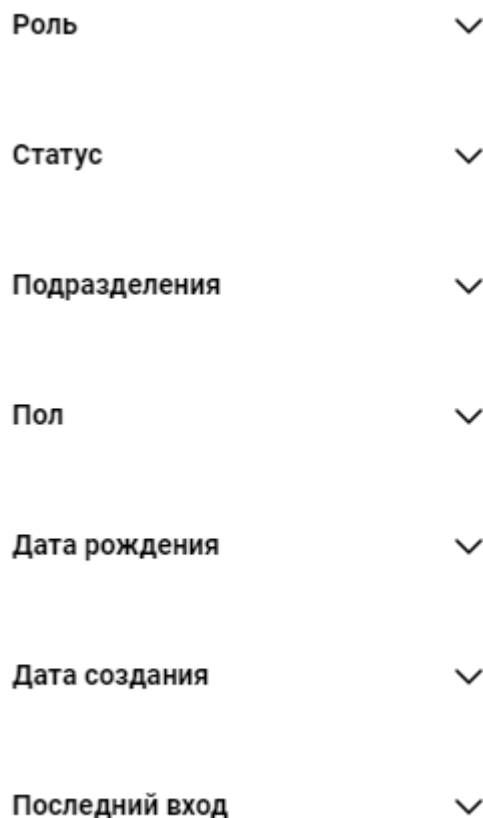 Роль
Статус
Подразделения
Пол
Дата рождения
Дата создания
Последний вход